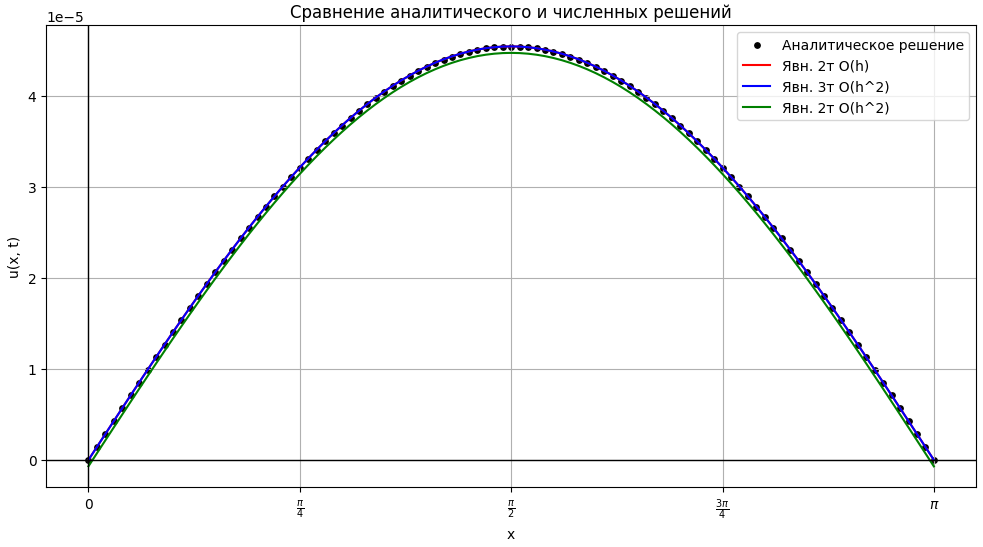 Сравнение аналитического и численных решений
1e−5
Аналитическое решение
Явн. 2т O(h)
Явн. 3т O(h^2)
Явн. 2т O(h^2)
u(x, t)
4
3
2
1
0
0
π/4
π/2
3π/4
π
x